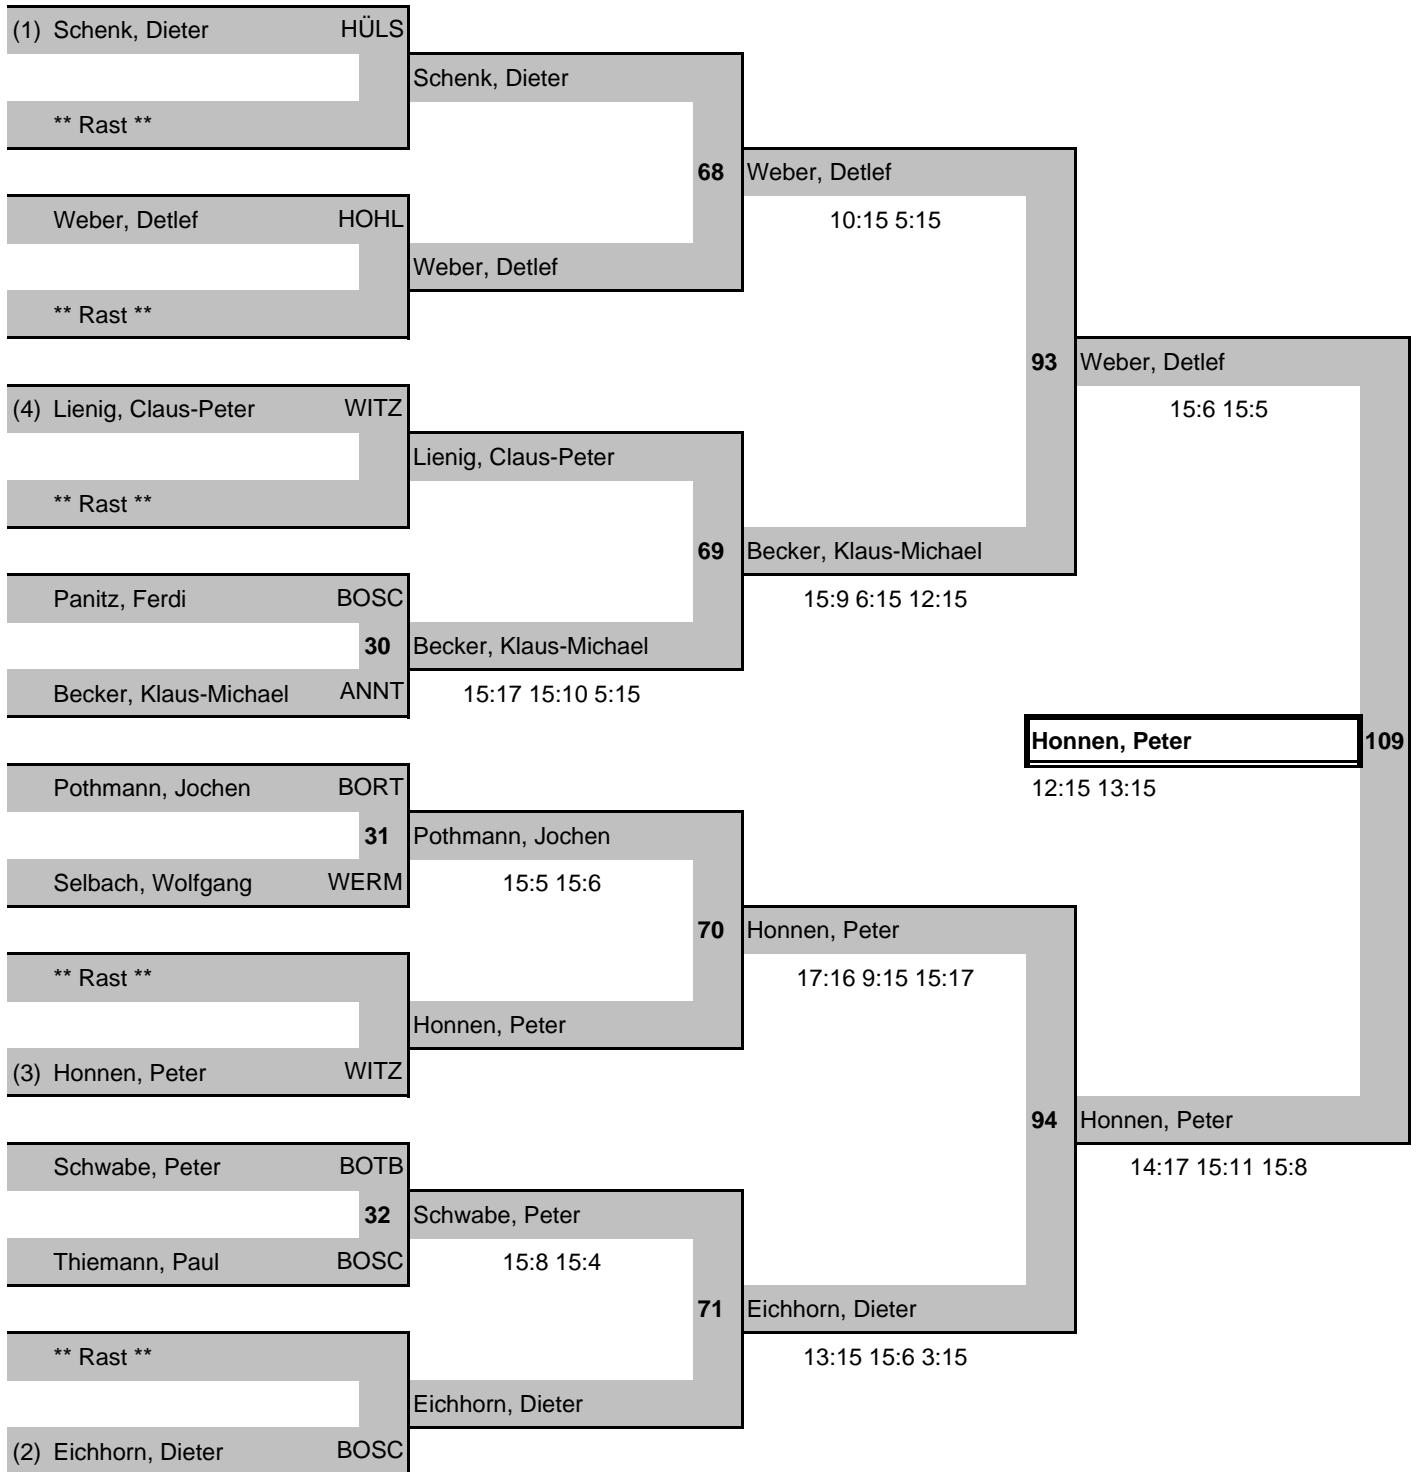 (1) Schenk, Dieter HÜLS
Schenk, Dieter
** Rast **
68 Weber, Detlef
Weber, Detlef HOHL
10:15 5:15
Weber, Detlef
** Rast **
93 Weber, Detlef
(4) Lienig, Claus-Peter WITZ
15:6 15:5
Lienig, Claus-Peter
** Rast **
69 Becker, Klaus-Michael
Panitz, Ferdi BOSC
15:9 6:15 12:15
30 Becker, Klaus-Michael
Becker, Klaus-Michael ANNT
15:17 15:10 5:15
Honnen, Peter 109
Pothmann, Jochen BORT
12:15 13:15
31 Pothmann, Jochen
Selbach, Wolfgang WERM
15:5 15:6
70 Honnen, Peter
** Rast **
17:16 9:15 15:17
Honnen, Peter
(3) Honnen, Peter WITZ
94 Honnen, Peter
Schwabe, Peter BOTB
14:17 15:11 15:8
32 Schwabe, Peter
Thiemann, Paul BOSC
15:8 15:4
71 Eichhorn, Dieter
** Rast **
13:15 15:6 3:15
Eichhorn, Dieter
(2) Eichhorn, Dieter BOSC